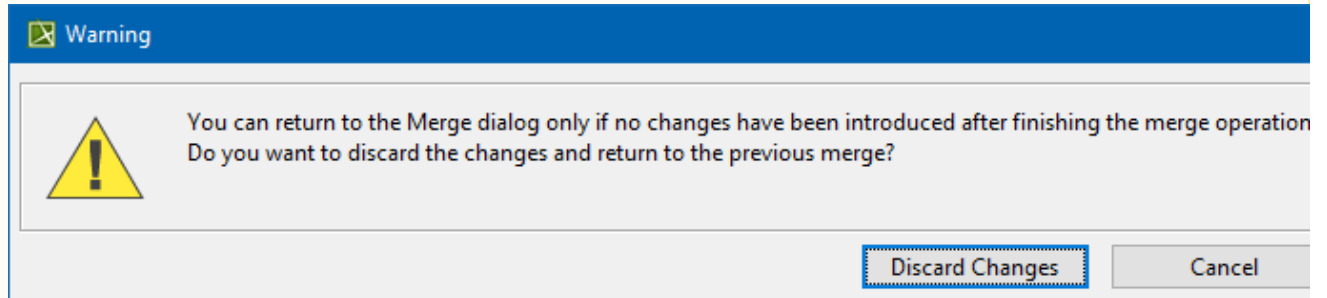 Warning
You can return to the Merge dialog only if no changes have been introduced after finishing the merge operation
Do you want to discard the changes and return to the previous merge?
Discard Changes
Cancel